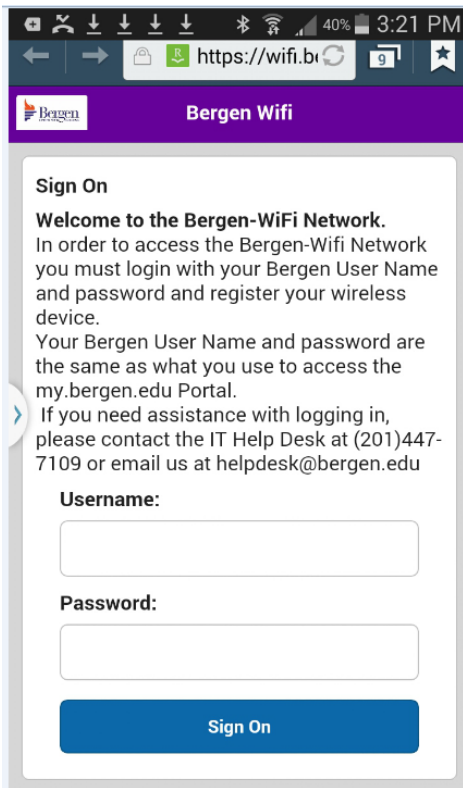 40% 3:21 PM
https://wifi.b
9
Bergen
Bergen Wifi
Sign On
Welcome to the Bergen-WiFi Network.
In order to access the Bergen-Wifi Network
you must login with your Bergen User Name
and password and register your wireless
device.
Your Bergen User Name and password are
the same as what you use to access the
my.bergen.edu Portal.
If you need assistance with logging in,
please contact the IT Help Desk at (201)447-
7109 or email us at helpdesk@bergen.edu
Username:
Password:
Sign On